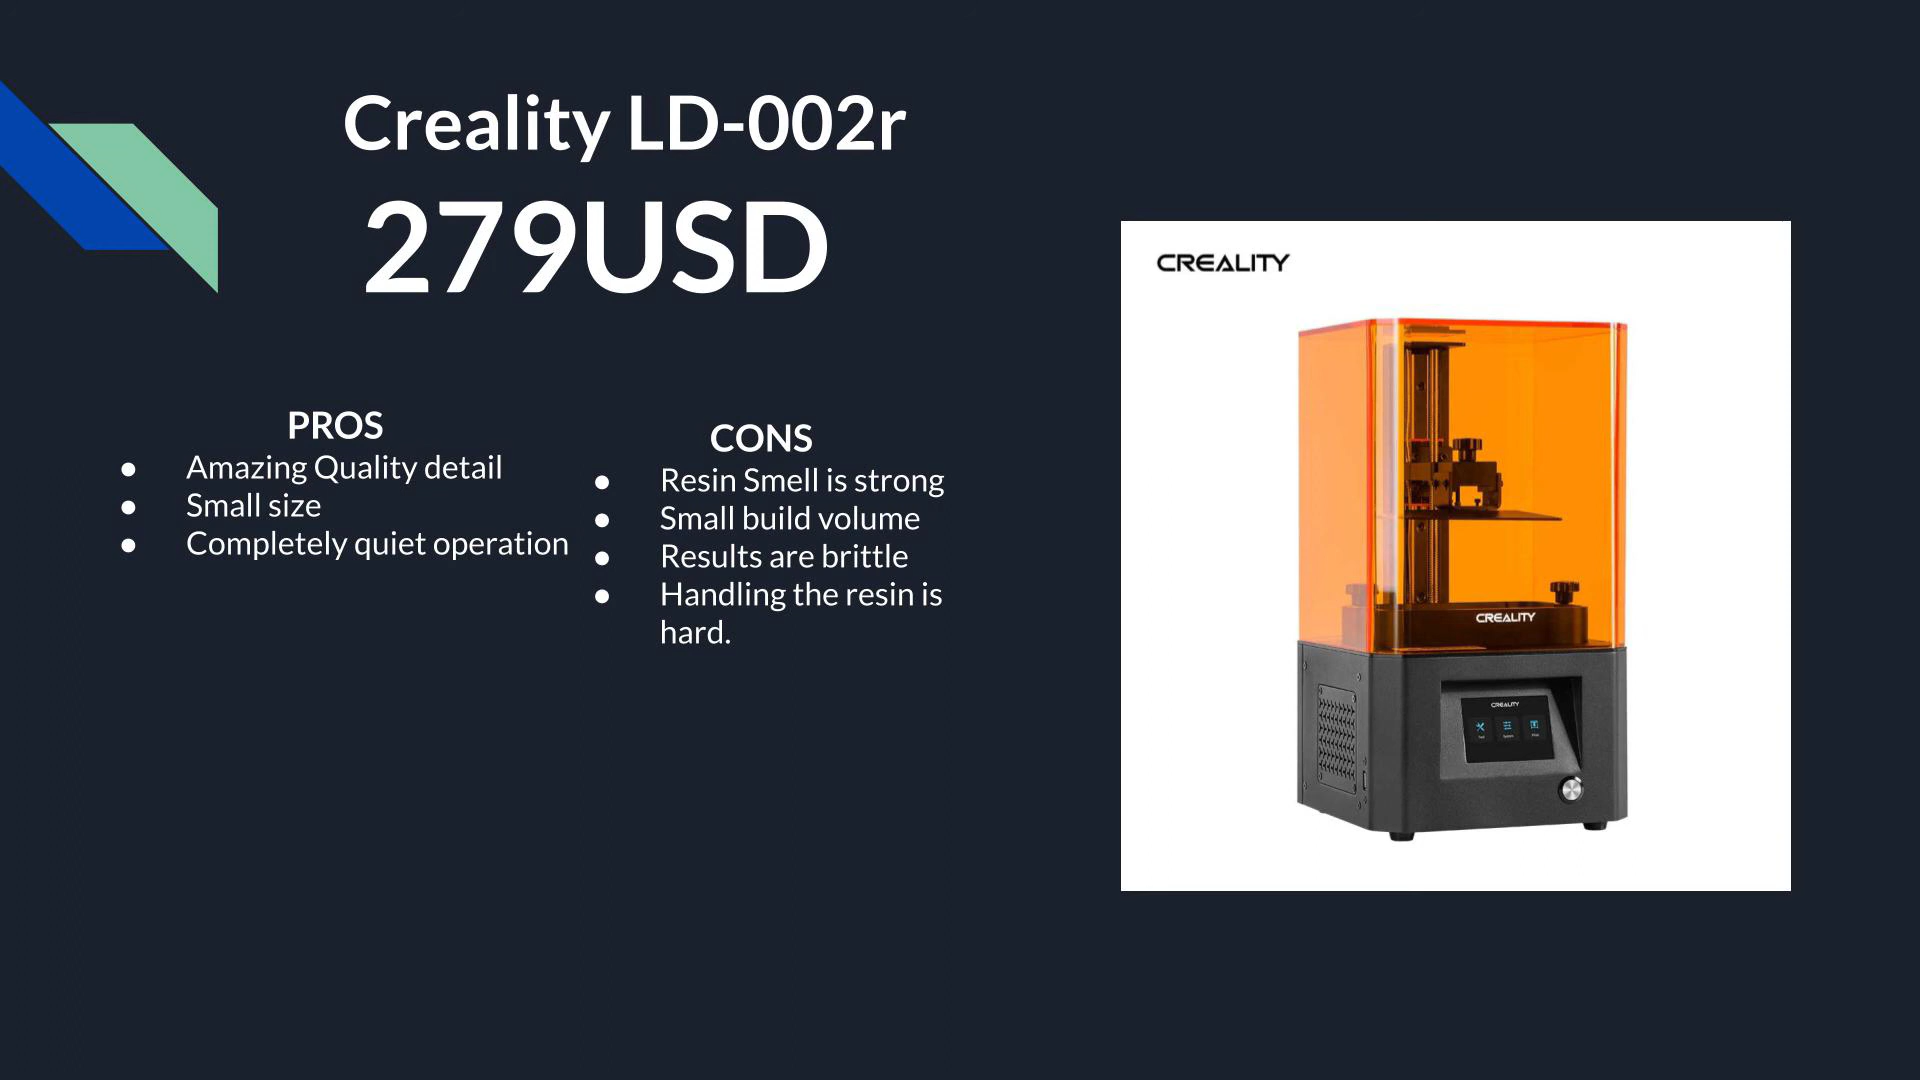 Creality LD-002r
279USD
PROS
● Amazing Quality detail
● Small size
● Completely quiet operation
CONS
● Resin Smell is strong
● Small build volume
● Results are brittle
● Handling the resin is
hard.
CREALITY
CREALITY
CREALITY